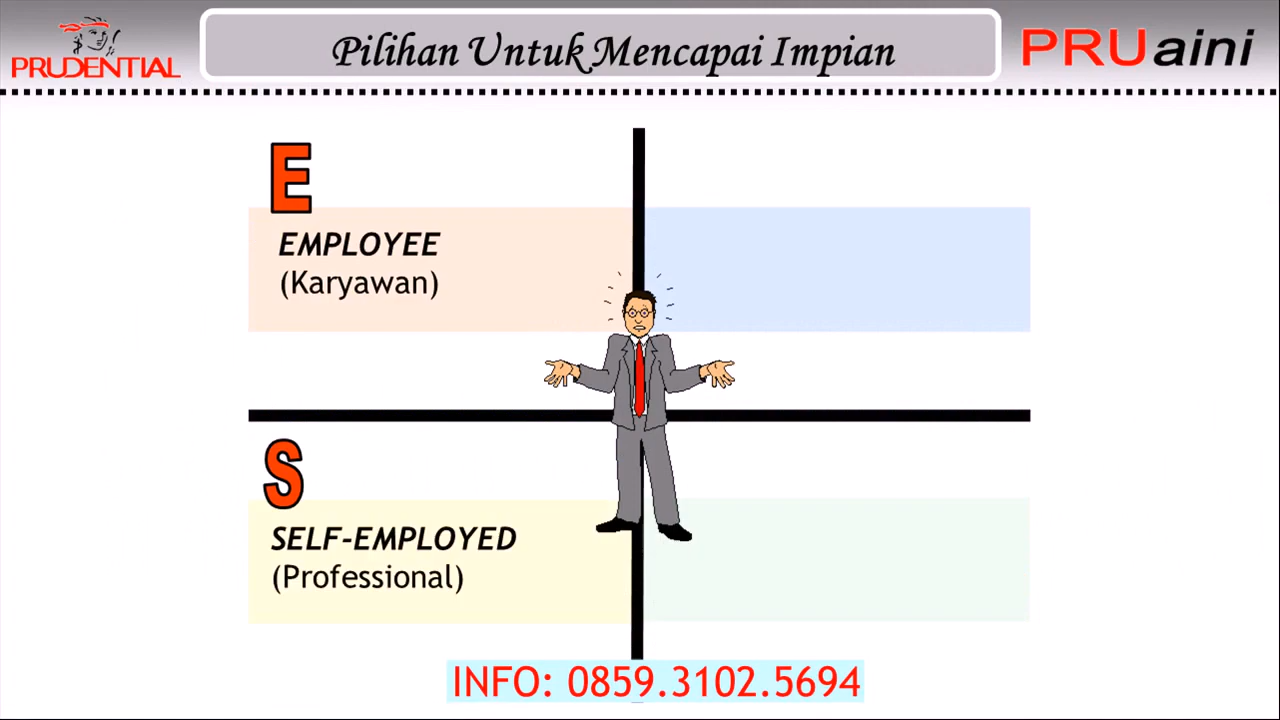 PRUDENTIAL
Pilihan Untuk Mencapai Impian
PRUaini
E
EMPLOYEE
(Karyawan)
S
SELF-EMPLOYED
(Professional)
INFO: 0859.3102.5694